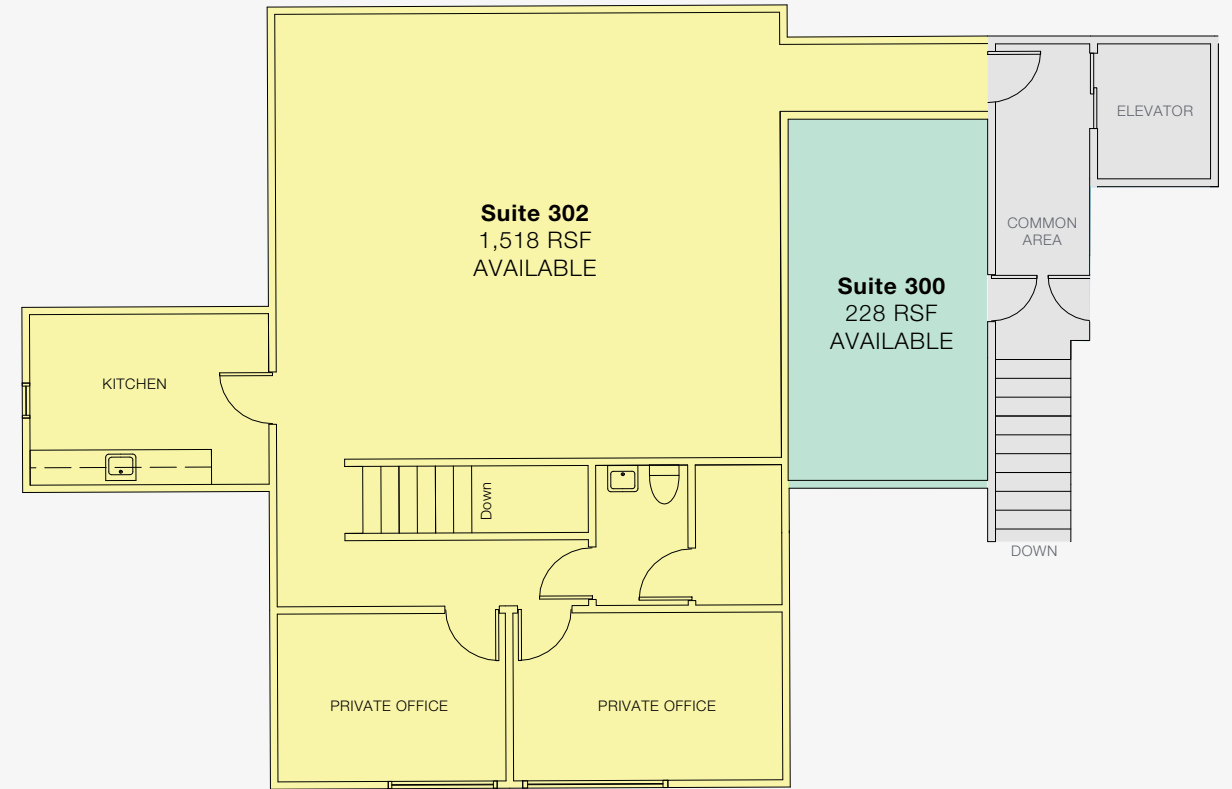 ELEVATOR
Suite 302
1,518 RSF
AVAILABLE
COMMON
AREA
Suite 300
228 RSF
AVAILABLE
KITCHEN
Down
DOWN
PRIVATE OFFICE
PRIVATE OFFICE